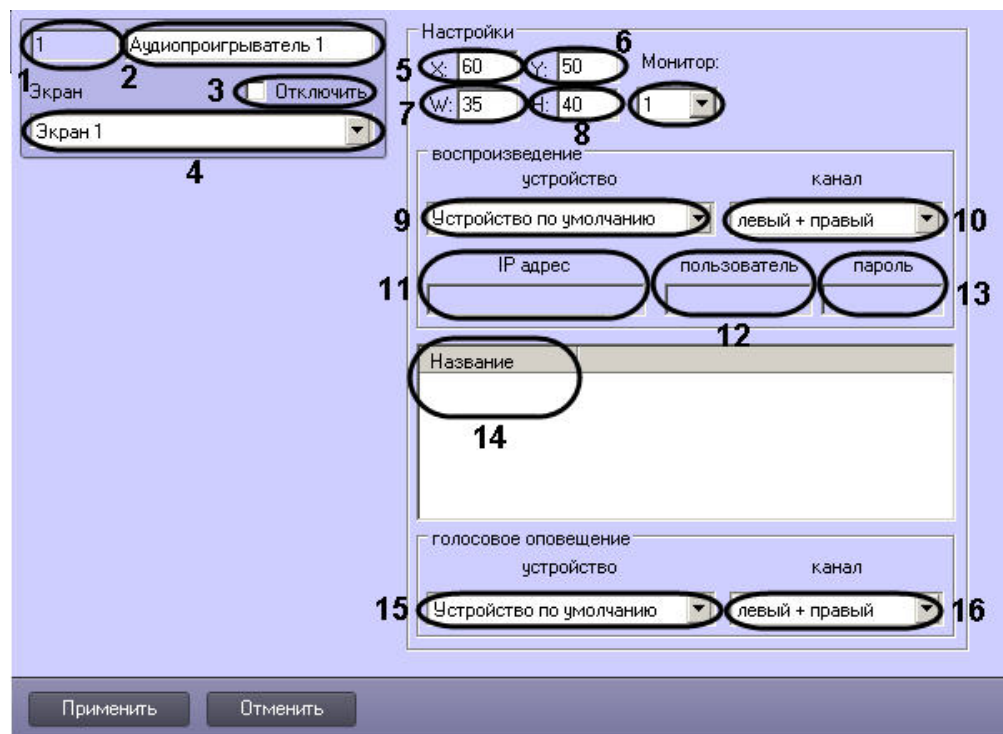 1 Аудиопроигрыватель 1
1 2
Экран 3 Отключить
Экран 1
4
Настройки
6
5 X: 60 Y: 50 Монитор:
7 W: 35 H: 40 1
8
воспроизведение
устройство канал
9 Устройство по умолчанию левый + правый 10
IP адрес пользователь пароль
11 13
12
Название
14
голосовое оповещение
устройство канал
15 Устройство по умолчанию левый + правый 16
Применить Отменить